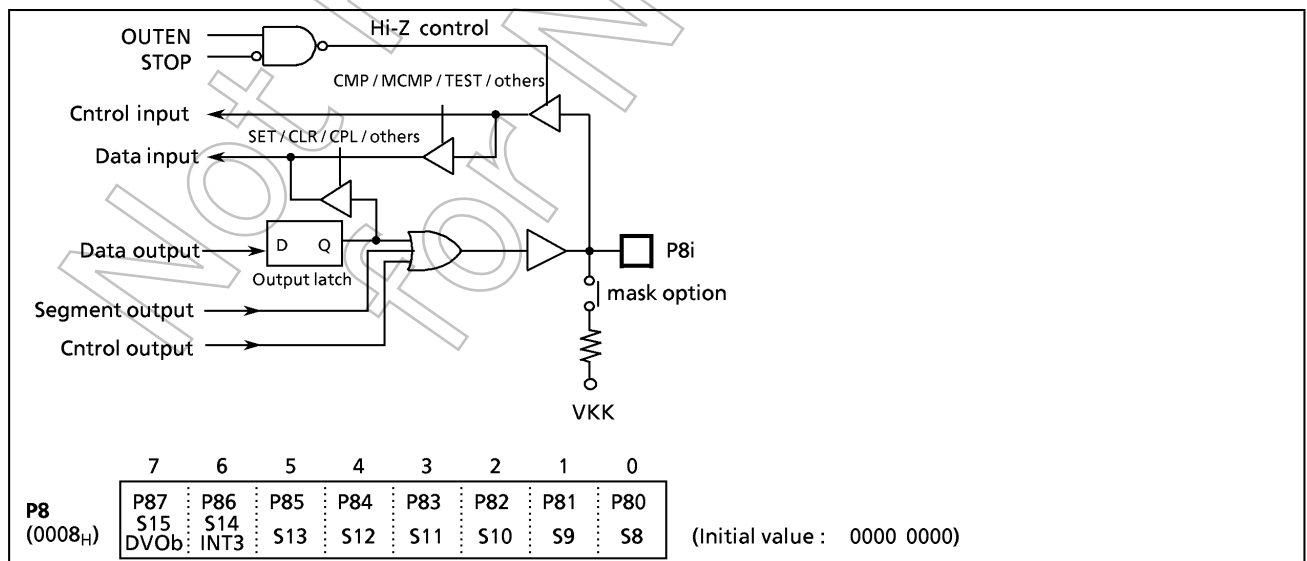 OUTEN
STOP
Hi-Z control
CMP / MCMP / TEST / others
Cntrol input
SET / CLR / CPL / others
Data input
Data output
D Q
P8i
Output latch
mask option
Segment output
Cntrol output
VKK
7 6 5 4 3 2 1 0
P8
(0008H)
P87 P86 P85 P84 P83 P82 P81 P80
S15 S14 S13 S12 S11 S10 S9 S8
DVOb INT3
(Initial value : 0000 0000)
Not
for N